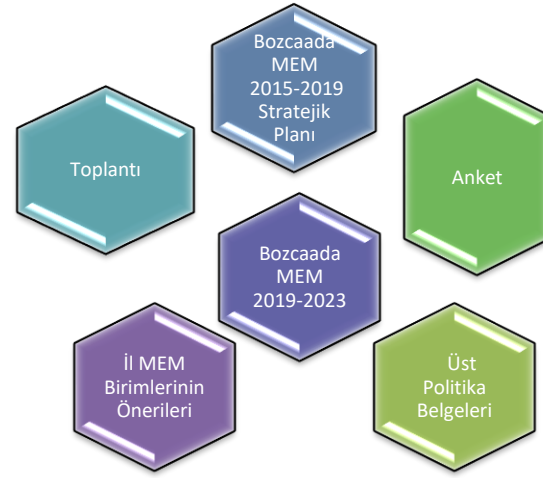 Bozcaada
MEM
2015-2019
Stratejik
Planı
Toplantı
Anket
Bozcaada
MEM
2019-2023
İl MEM
Birimlerinin
Önerileri
Üst
Politika
Belgeleri